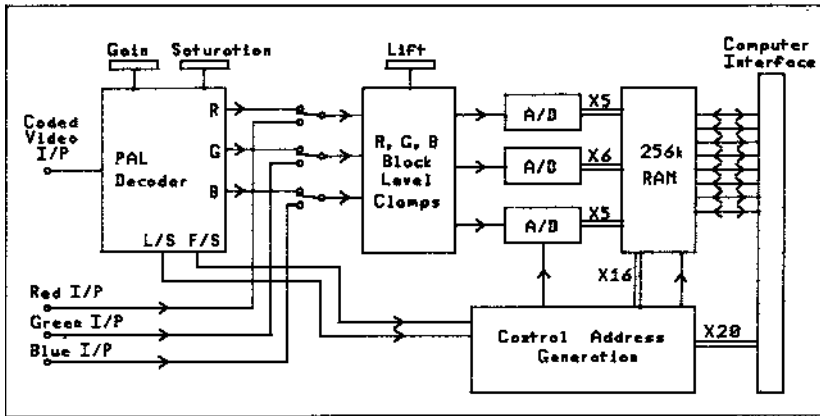 Gain
Saturation
Lift
Computer
Interface
Coded
Video
I/P
PAL
Decoder
R
G
B
L/S F/S
R, G, B
Block
Level
Clamps
A/D
X5
A/D
X6
A/D
X5
256k
RAM
X16
Red I/P
Green I/P
Blue I/P
Control Address
Generation
X20